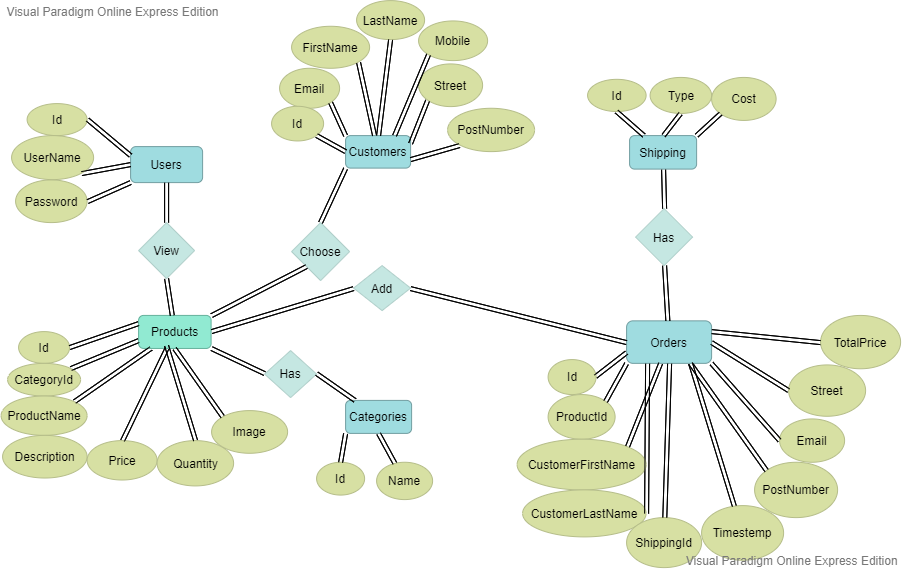 Visual Paradigm Online Express Edition
LastName
FirstName
Mobile
Email
Street
Id
PostNumber
Customers
Id
Type
Cost
Shipping
Id
UserName
Password
Users
View
Choose
Has
Add
Products
Orders
Id
CategoryId
ProductName
Description
Price
Quantity
Image
Has
Categories
Id
Name
TotalPrice
Street
Email
PostNumber
Timestemp
ShippingId
CustomerLastName
CustomerFirstName
ProductId
Id
Visual Paradigm Online Express Edition